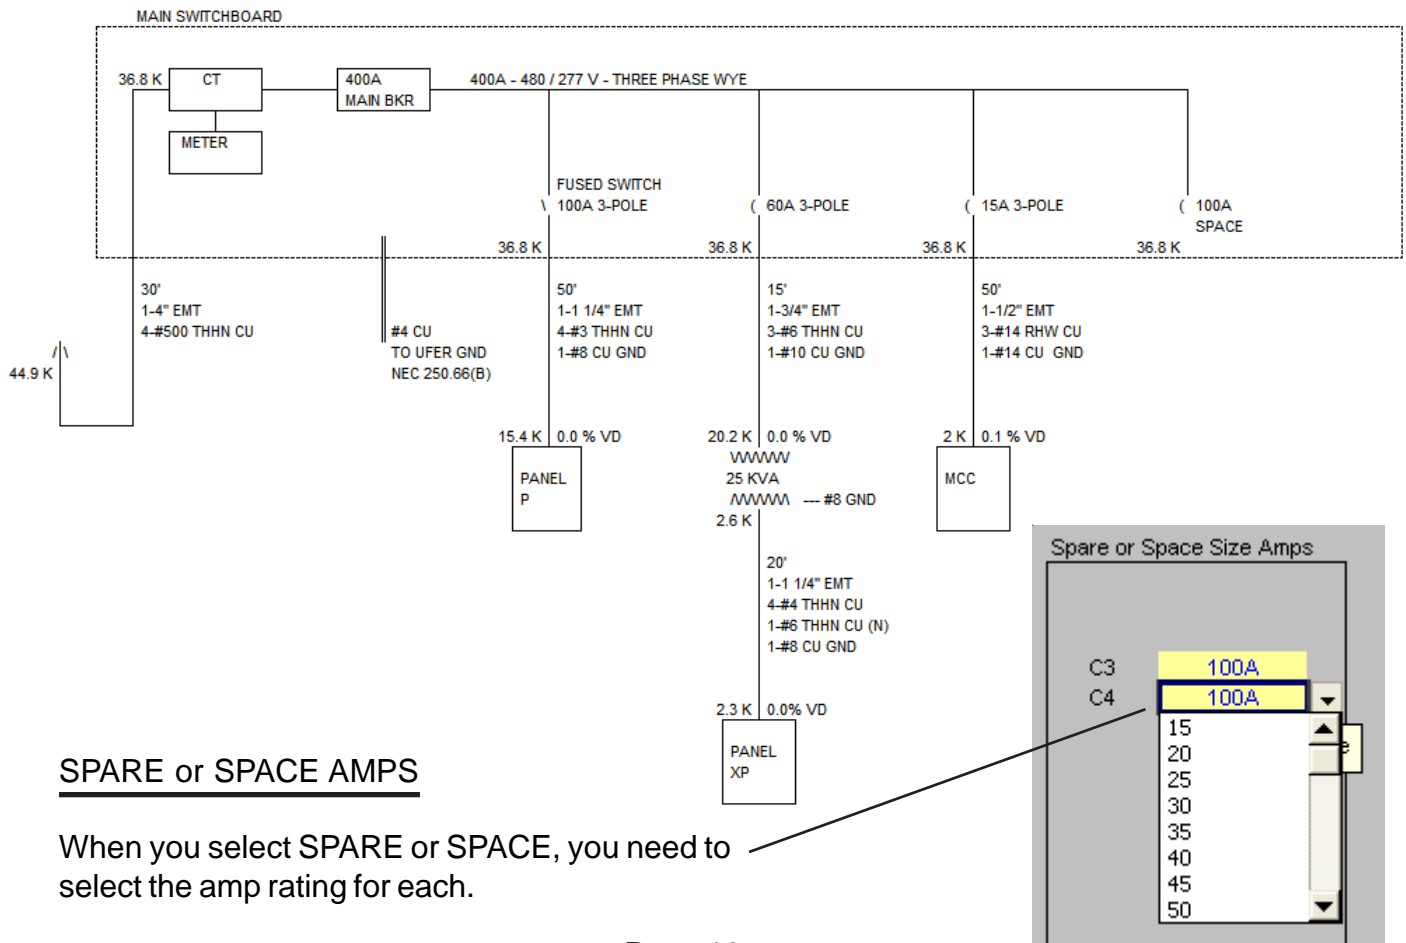 MAIN SWITCHBOARD
36.8 K
CT
METER
400A
MAIN BKR
400A - 480 / 277 V - THREE PHASE WYE
FUSED SWITCH
\ 100A 3-POLE
( 60A 3-POLE
( 15A 3-POLE
( 100A
SPACE
36.8 K
36.8 K
36.8 K
36.8 K
30'
1-4" EMT
4-#500 THHN CU
/ \
44.9 K
#4 CU
TO UFER GND
NEC 250.66(B)
50'
1-1 1/4" EMT
4-#3 THHN CU
1-#8 CU GND
15'
1-3/4" EMT
3-#6 THHN CU
1-#10 CU GND
50'
1-1/2" EMT
3-#14 RHW CU
1-#14 CU GND
15.4 K 0.0 % VD
PANEL
P
20.2 K 0.0 % VD
25 KVA
--- #8 GND
2.6 K
20'
1-1 1/4" EMT
4-#4 THHN CU
1-#6 THHN CU (N)
1-#8 CU GND
2.3 K 0.0% VD
PANEL
XP
2 K 0.1 % VD
MCC
Spare or Space Size Amps
C3 100A
C4 100A
15
20
25
30
35
40
45
50
SPARE or SPACE AMPS
When you select SPARE or SPACE, you need to
select the amp rating for each.